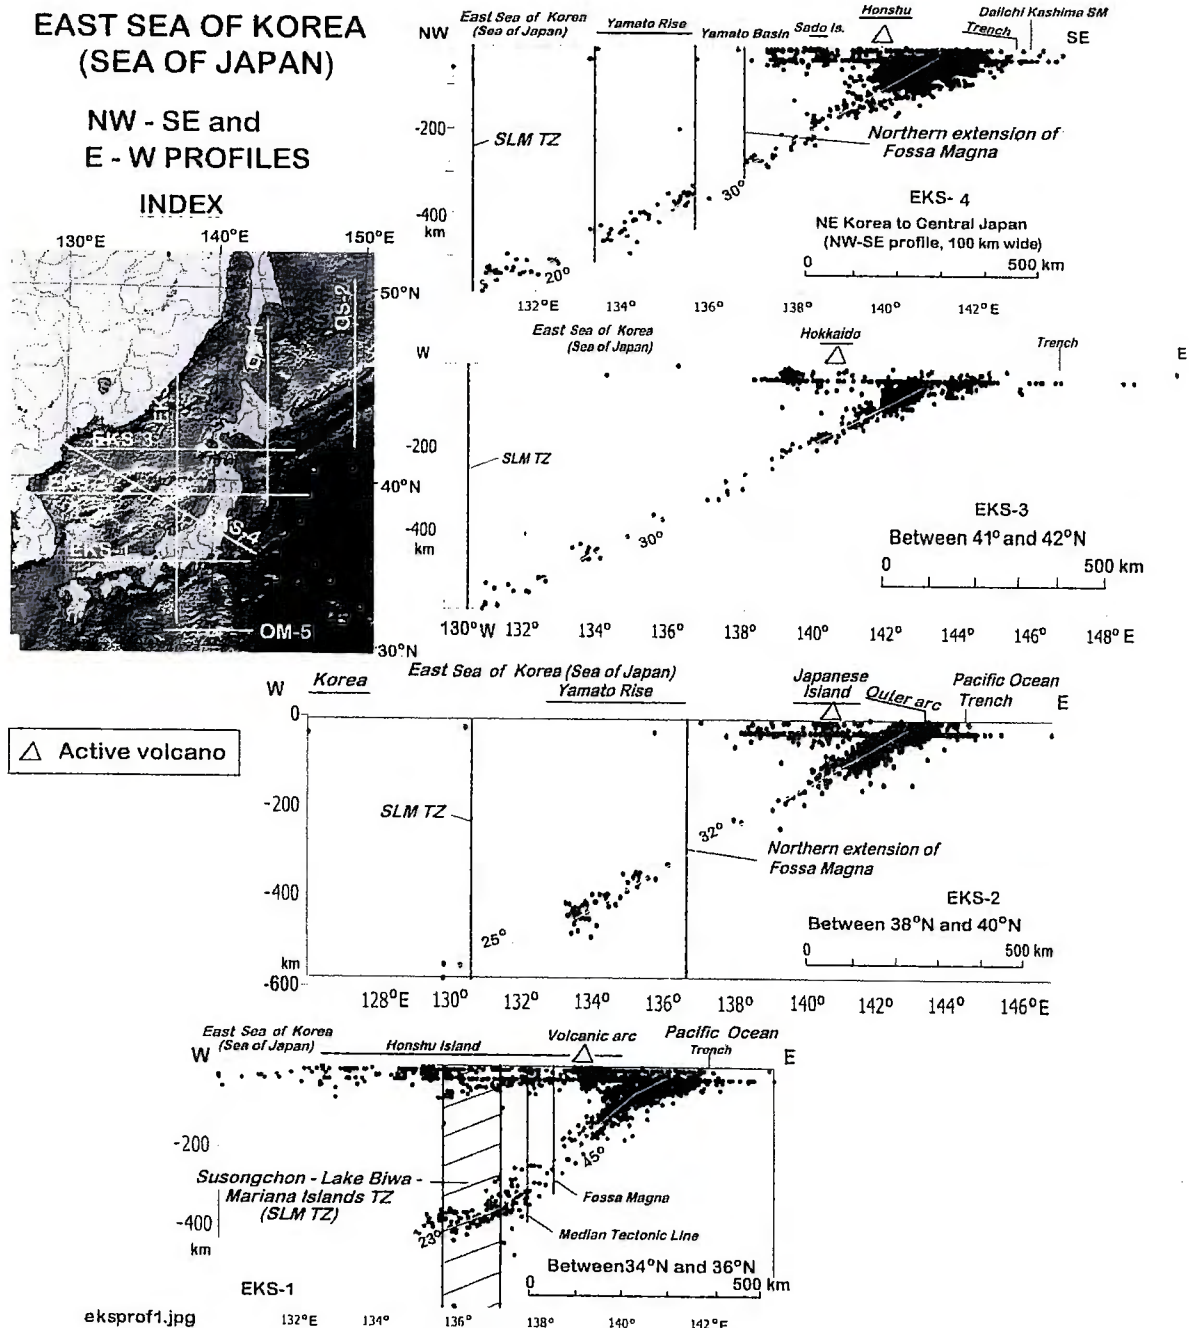 EAST SEA OF KOREA
(SEA OF JAPAN)
NW - SE and
E - W PROFILES
INDEX
130°E 140°E 150°E
50°N
OS-2
EKS-3
40°N
S-4
EKS-1
OM-5
30°N
△ Active volcano
NW
East Sea of Korea
(Sea of Japan)
Yamato Rise
Yamato Basin
Sado Is.
Honshu
Trench
Daiichi Kashima SM
SE
-200
SLM TZ
Northern extension of
Fossa Magna
30°
-400
km
20°
EKS- 4
NE Korea to Central Japan
(NW-SE profile, 100 km wide)
0 500 km
132°E 134° 136° 138° 140° 142°E
East Sea of Korea
(Sea of Japan)
W
Hokkaido
Trench
E
-200
SLM TZ
-400
km
30°
EKS-3
Between 41° and 42°N
0 500 km
130°W 132° 134° 136° 138° 140° 142° 144° 146° 148°E
W
Korea
East Sea of Korea (Sea of Japan)
Yamato Rise
Japanese
Island
Outer arc
Pacific Ocean
Trench
E
0
-200
SLM TZ
32°
Northern extension of
Fossa Magna
-400
25°
km
-600
EKS-2
Between 38°N and 40°N
0 500 km
128°E 130° 132° 134° 136° 138° 140° 142° 144° 146°E
East Sea of Korea
(Sea of Japan)
W
Honshu Island
Volcanic arc
Pacific Ocean
Trench
E
-200
45°
Susongchon - Lake Biwa -
Mariana Islands TZ
(SLM TZ)
Fossa Magna
-400
km
23°
Median Tectonic Line
Between34°N and 36°N
0 500 km
EKS-1
eksprof1.jpg
132°E 134° 136° 138° 140° 142°E